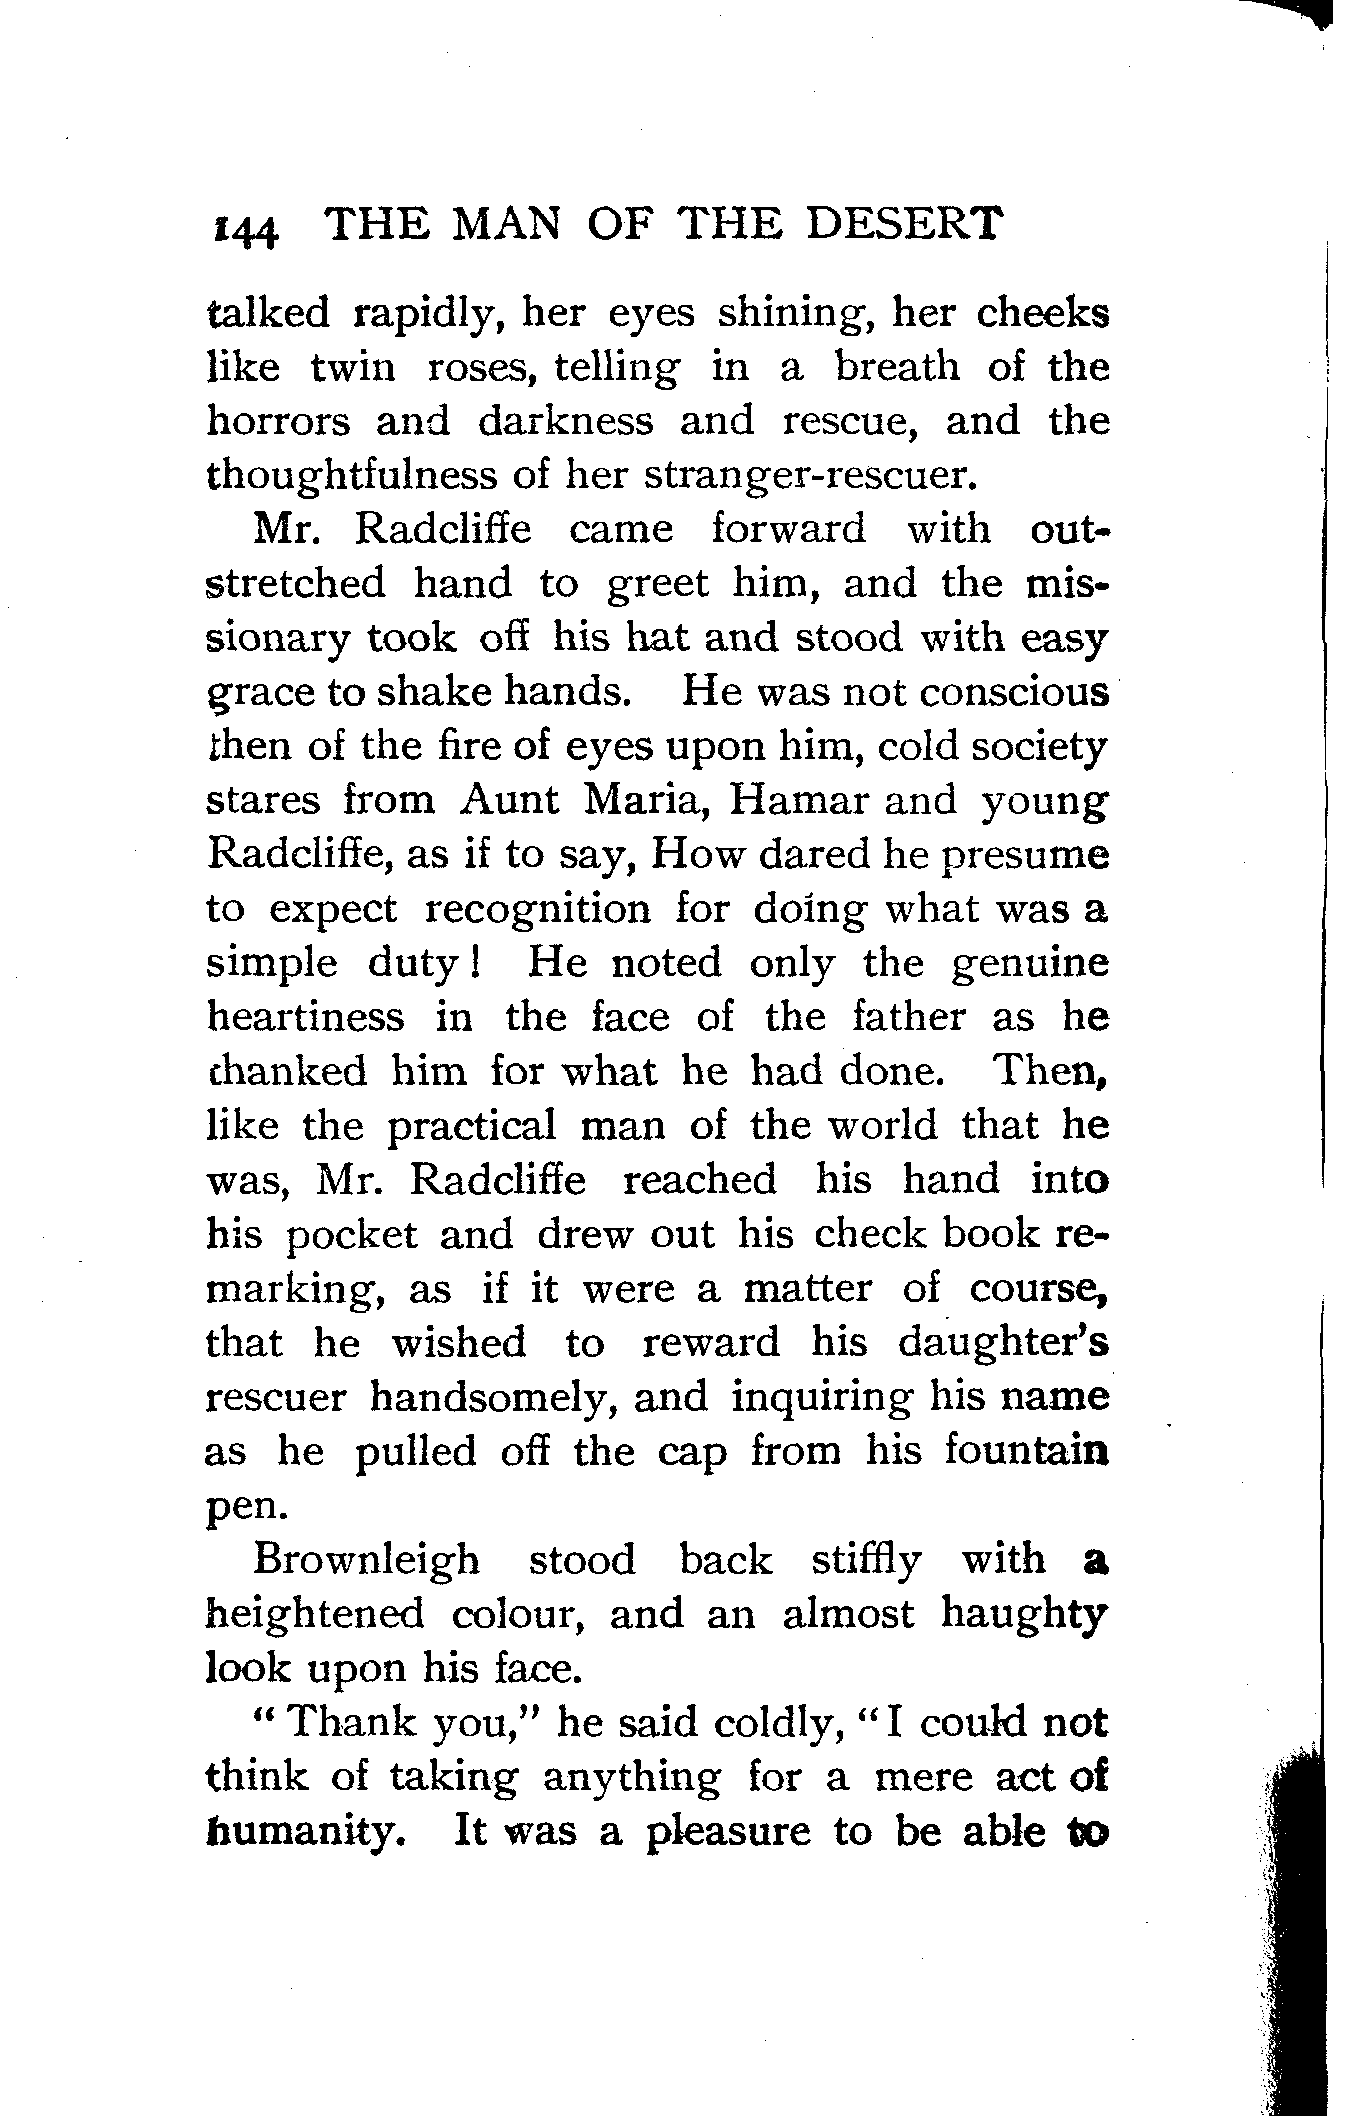 144 THE MAN OF THE DESERT
talked rapidly, her eyes shining, her cheeks
like twin roses, telling in a breath of the
horrors and darkness and rescue, and the
thoughtfulness of her stranger-rescuer.
Mr. Radcliffe came forward with out-
stretched hand to greet him, and the mis-
sionary took off his hat and stood with easy
grace to shake hands. He was not conscious
then of the fire of eyes upon him, cold society
stares from Aunt Maria, Hamar and young
Radcliffe, as if to say, How dared he presume
to expect recognition for doing what was a
simple duty! He noted only the genuine
heartiness in the face of the father as he
thanked him for what he had done. Then,
like the practical man of the world that he
was, Mr. Radcliffe reached his hand into
his pocket and drew out his check book re-
marking, as if it were a matter of course,
that he wished to reward his daughter's
rescuer handsomely, and inquiring his name
as he pulled off the cap from his fountain
pen.
Brownleigh stood back stiffly with a
heightened colour, and an almost haughty
look upon his face.
"Thank you," he said coldly, "I could not
think of taking anything for a mere act of
humanity. It was a pleasure to be able to